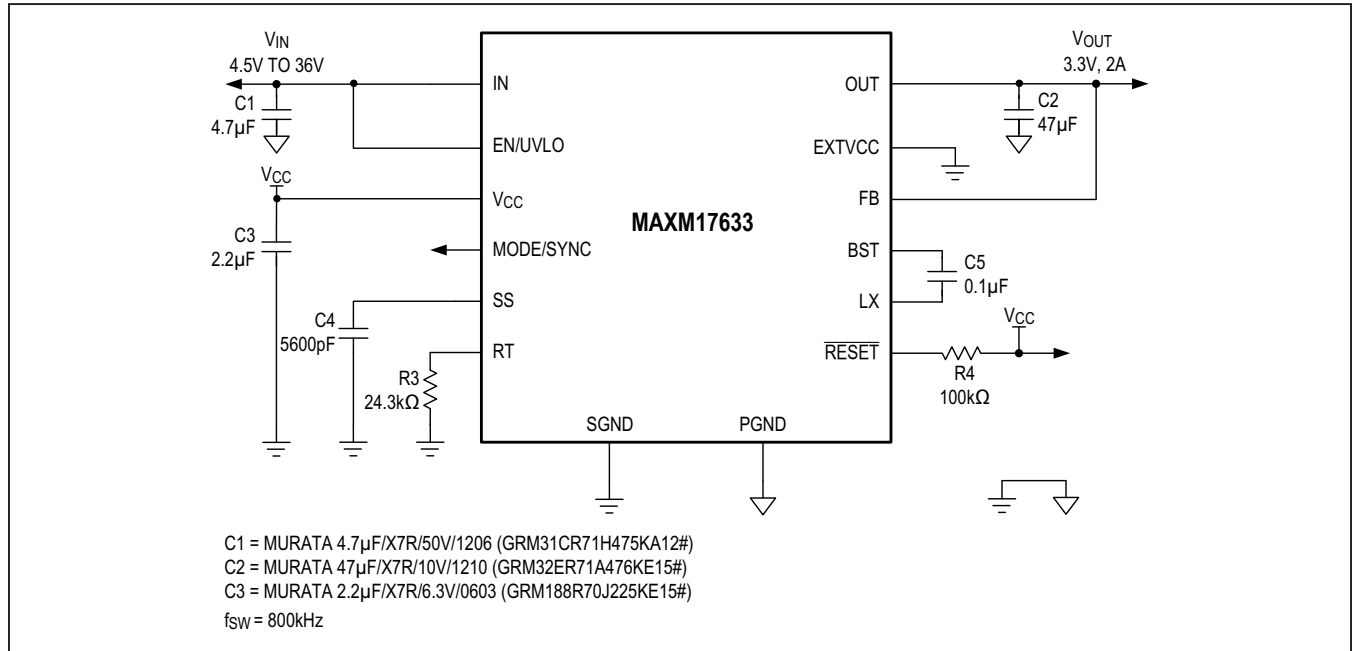 VIN
4.5V TO 36V
C1
4.7µF
VCC
C3
2.2µF
C4
5600pF
R3
24.3kΩ
IN
EN/UVLO
VCC
MODE/SYNC
SS
RT
MAXM17633
SGND
PGND
OUT
EXTVCC
FB
BST
LX
RESET
VOUT
3.3V, 2A
C2
47µF
C5
0.1µF
VCC
R4
100kΩ
C1 = MURATA 4.7µF/X7R/50V/1206 (GRM31CR71H475KA12#)
C2 = MURATA 47µF/X7R/10V/1210 (GRM32ER71A476KE15#)
C3 = MURATA 2.2µF/X7R/6.3V/0603 (GRM188R70J225KE15#)
fSW = 800kHz